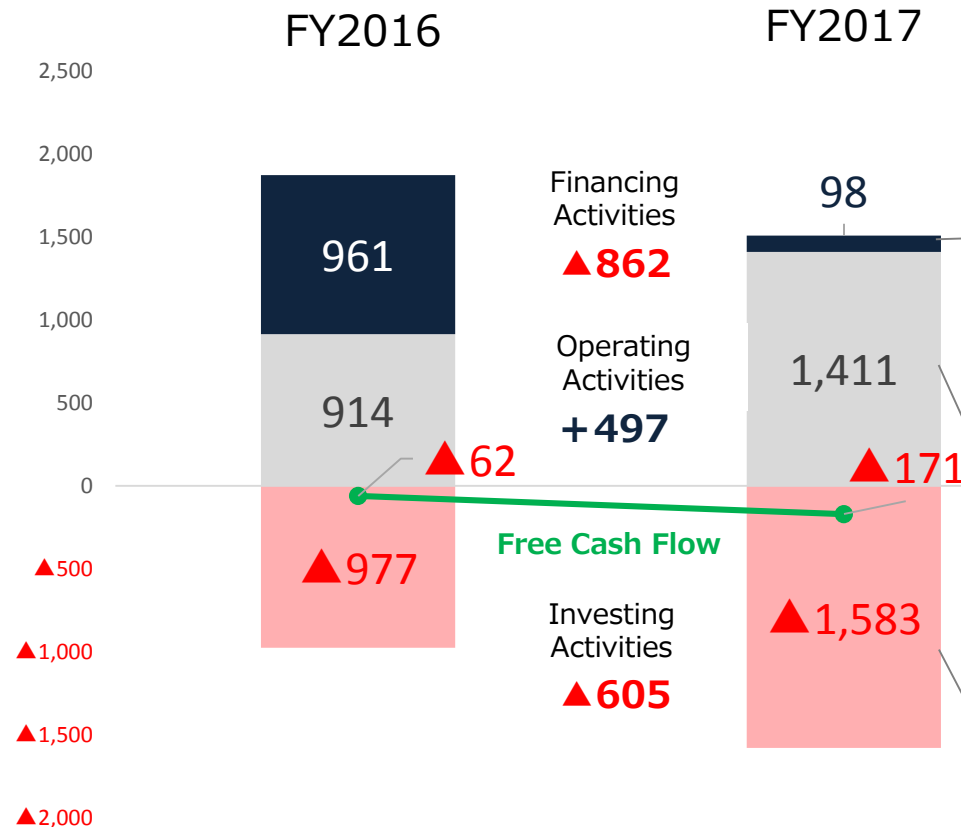 FY2016
FY2017
2,500
2,000
1,500
1,000
500
0
▲500
▲1,000
▲1,500
▲2,000
961
914
▲62
▲977
Financing
Activities
▲862
Operating
Activities
+497
Free Cash Flow
Investing
Activities
▲605
98
1,411
▲171
▲1,583